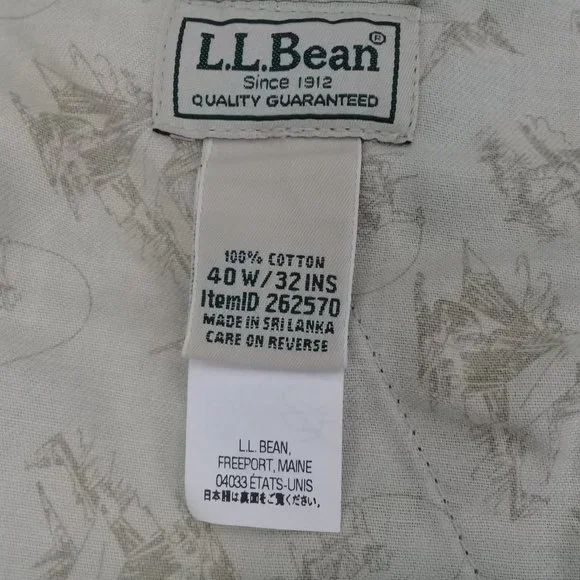 L.L.Bean®
Since 1912
QUALITY GUARANTEED
100% COTTON
40 W/32 INS
ItemID 262570
MADE IN SRI LANKA
CARE ON REVERSE
L.L. BEAN,
FREEPORT, MAINE
04033 ÉTATS-UNIS
日本語は裏面をご覧ください。